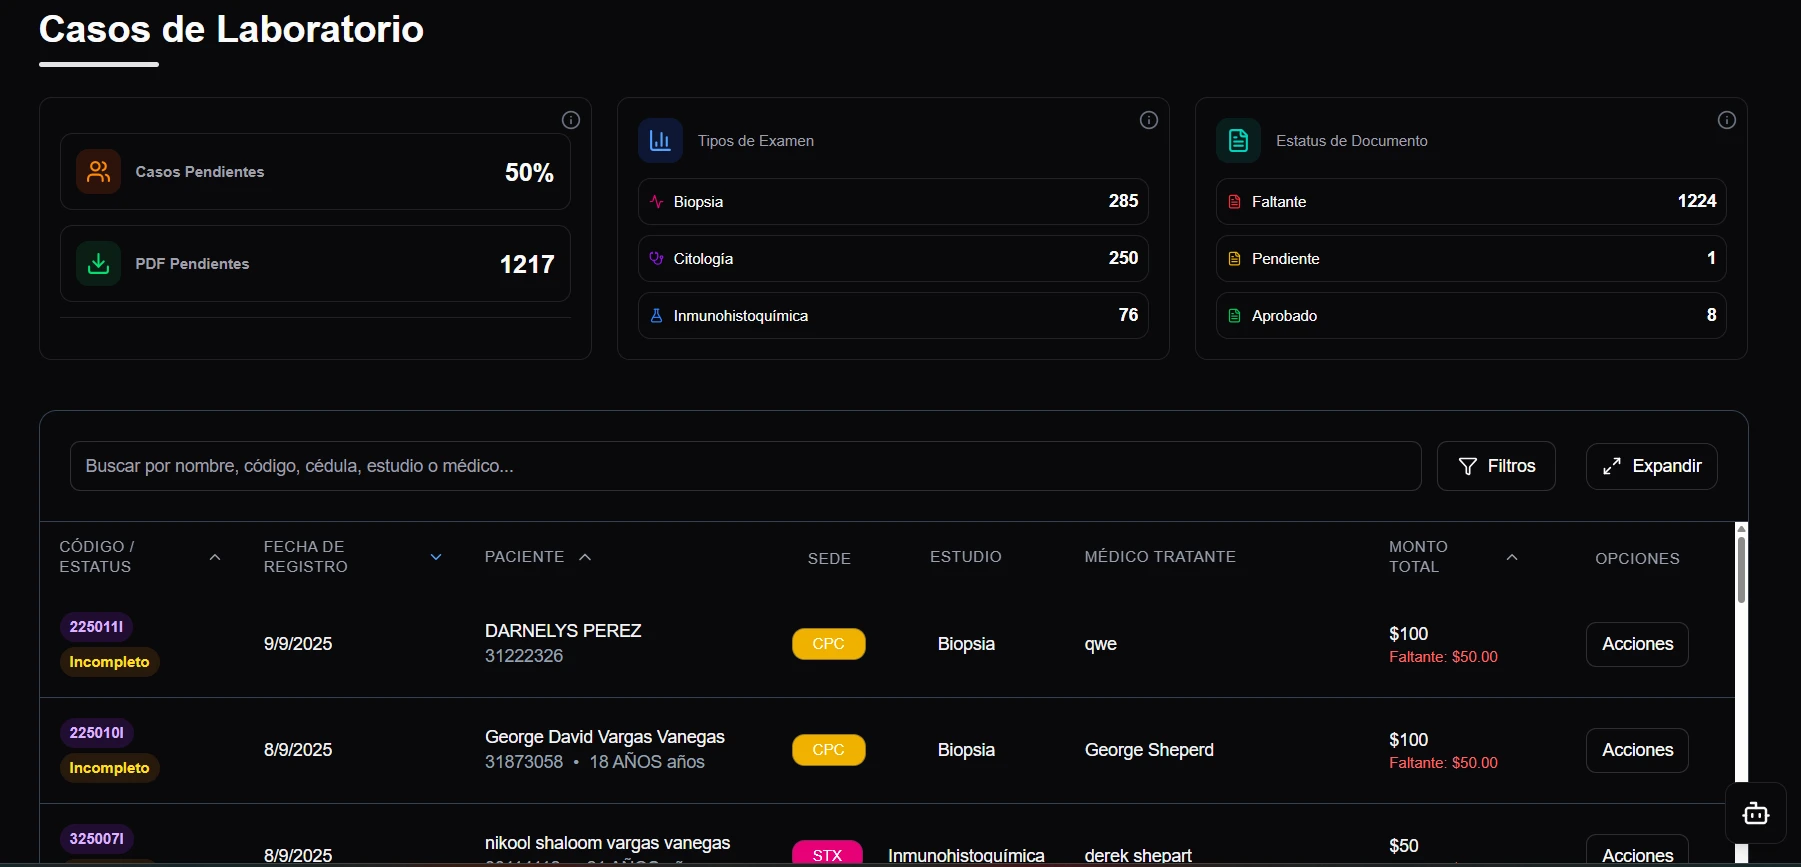 Casos de Laboratorio
Casos Pendientes
50%
PDF Pendientes
1217
Tipos de Examen
Biopsia
285
Citología
250
Inmunohistoquímica
76
Estatus de Documento
Faltante
1224
Pendiente
1
Aprobado
8
Buscar por nombre, código, cédula, estudio o médico...
Filtros
Expandir
CÓDIGO /
ESTATUS
FECHA DE
REGISTRO
PACIENTE
SEDE
ESTUDIO
MÉDICO TRATANTE
MONTO
TOTAL
OPCIONES
225011I
Incompleto
9/9/2025
DARNELYS PEREZ
31222326
CPC
Biopsia
qwe
$100
Faltante: $50.00
Acciones
225010I
Incompleto
8/9/2025
George David Vargas Vanegas
31873058 • 18 AÑOS años
CPC
Biopsia
George Sheperd
$100
Faltante: $50.00
Acciones
325007I
8/9/2025
nikool shaloom vargas vanegas
STX
Inmunohistoquímica
derek shepart
$50
Acciones